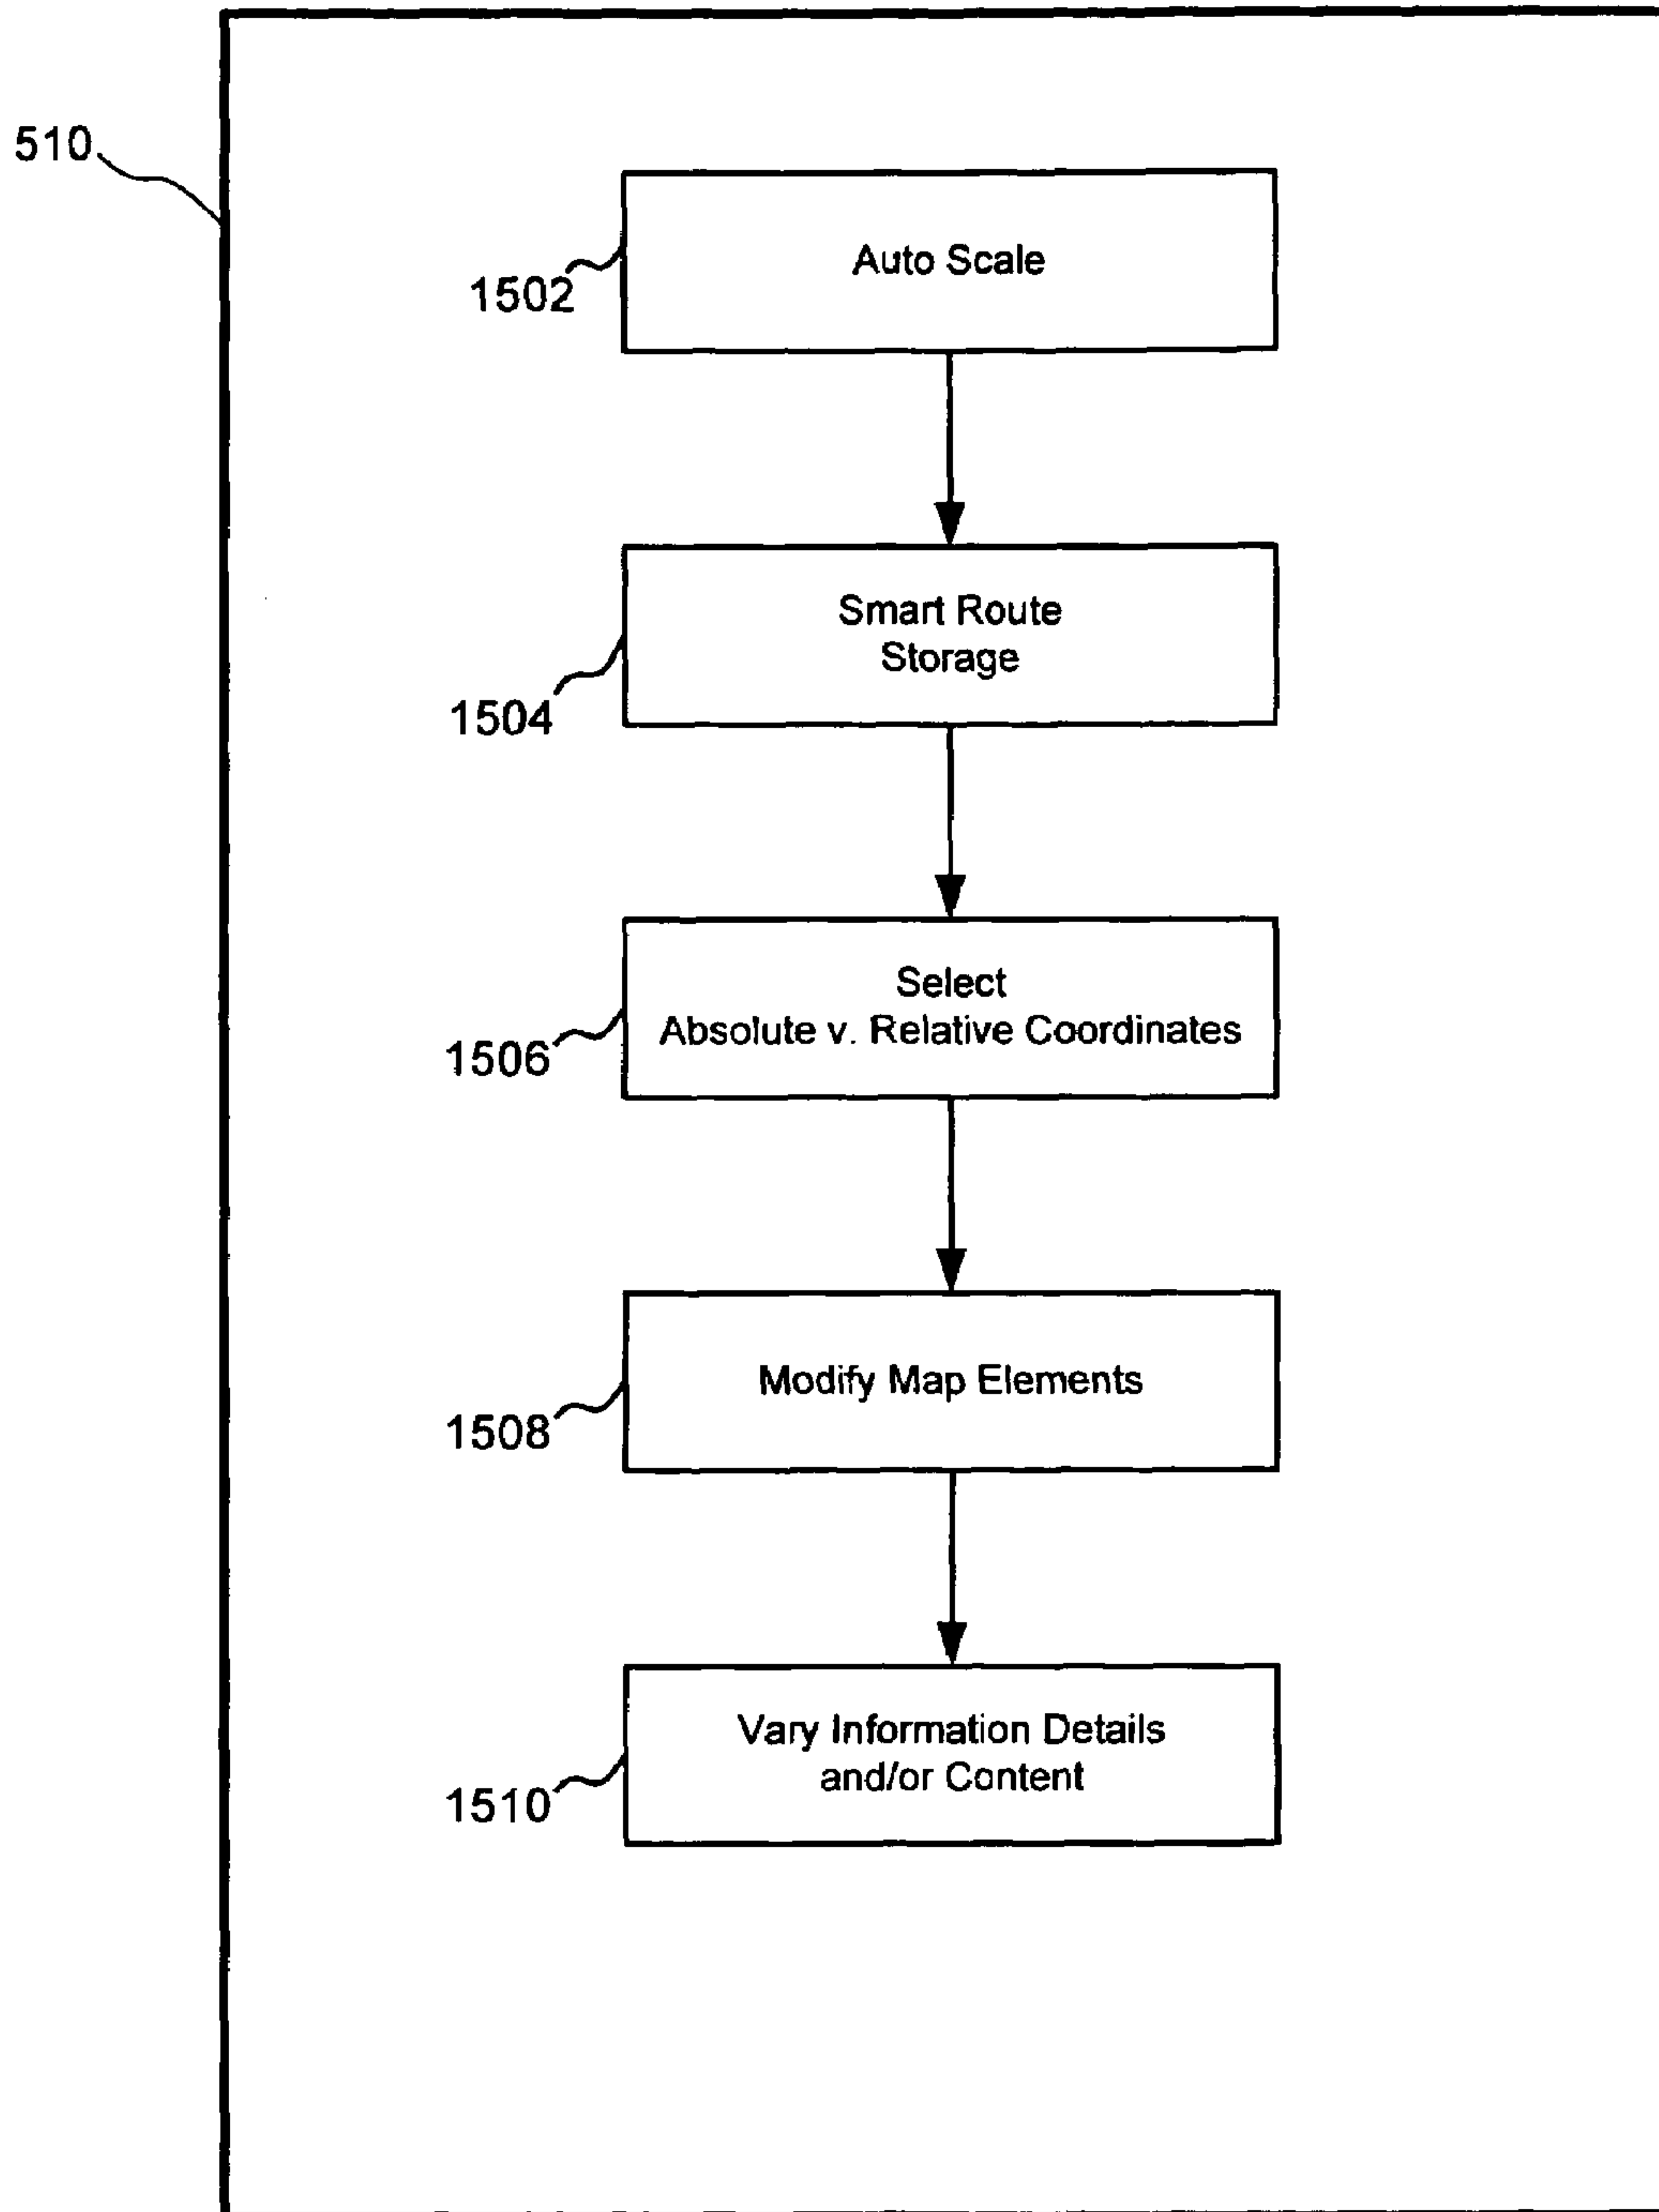 510
Auto Scale
1502
Smart Route
Storage
1504
Select
Absolute v. Relative Coordinates
1506
Modify Map Elements
1508
Vary Information Details
and/or Content
1510